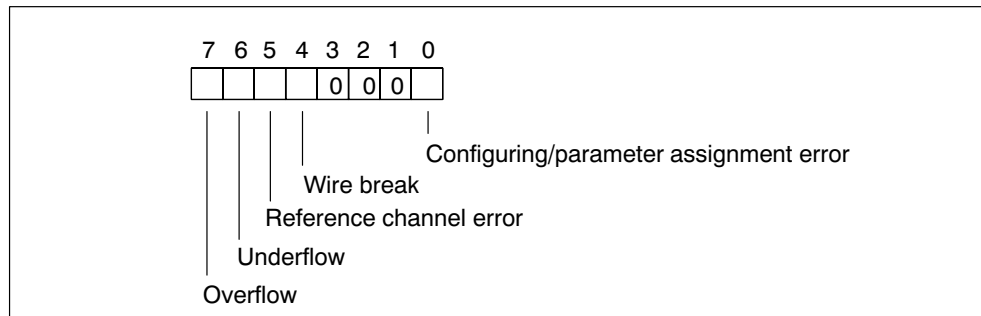 7 6 5 4 3 2 1 0
0 0 0
Configuring/parameter assignment error
Wire break
Reference channel error
Underflow
Overflow